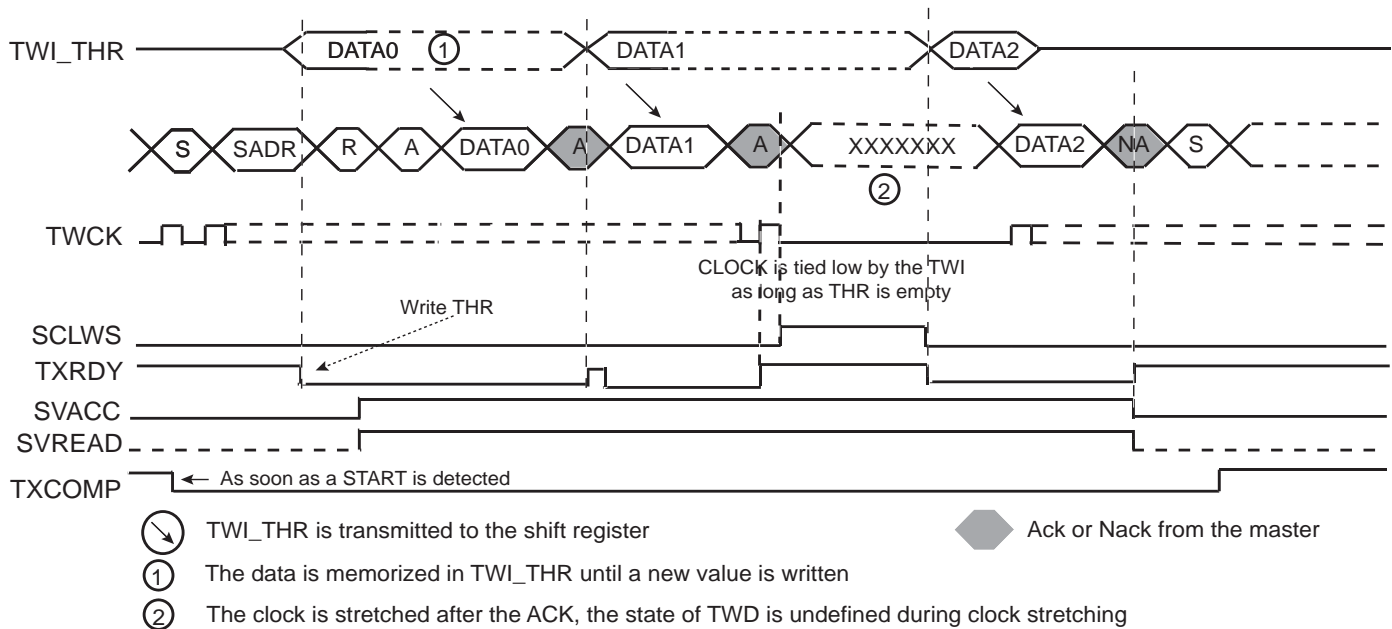 TWI_THR DATA0 1 DATA1 DATA2
S SADR R A DATA0 A DATA1 A XXXXXXX DATA2 NA S
2
TWCK
CLOCK is tied low by the TWI
as long as THR is empty
Write THR
SCLWS
TXRDY
SVACC
SVREAD
TXCOMP As soon as a START is detected
TWI_THR is transmitted to the shift register Ack or Nack from the master
1 The data is memorized in TWI_THR until a new value is written
2 The clock is stretched after the ACK, the state of TWD is undefined during clock stretching